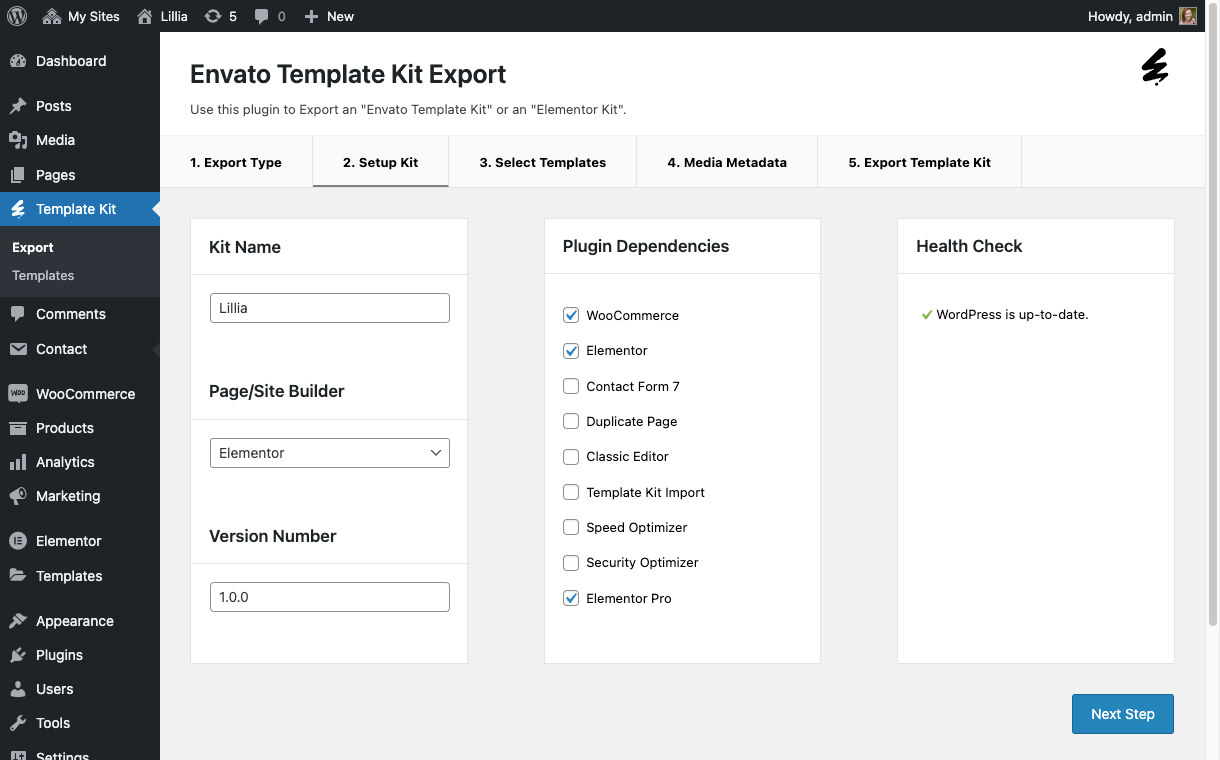 My Sites
Lillia
5
0
New
Howdy, admin
Dashboard
Posts
Media
Pages
Template Kit
Export
Templates
Comments
Contact
WooCommerce
Products
Analytics
Marketing
Elementor
Templates
Appearance
Plugins
Users
Tools
Settings
Envato Template Kit Export
Use this plugin to Export an "Envato Template Kit" or an "Elementor Kit".
1. Export Type
2. Setup Kit
3. Select Templates
4. Media Metadata
5. Export Template Kit
Kit Name
Lillia
Page/Site Builder
Elementor
Version Number
1.0.0
Plugin Dependencies
WooCommerce
Elementor
Contact Form 7
Duplicate Page
Classic Editor
Template Kit Import
Speed Optimizer
Security Optimizer
Elementor Pro
Health Check
WordPress is up-to-date.
Next Step